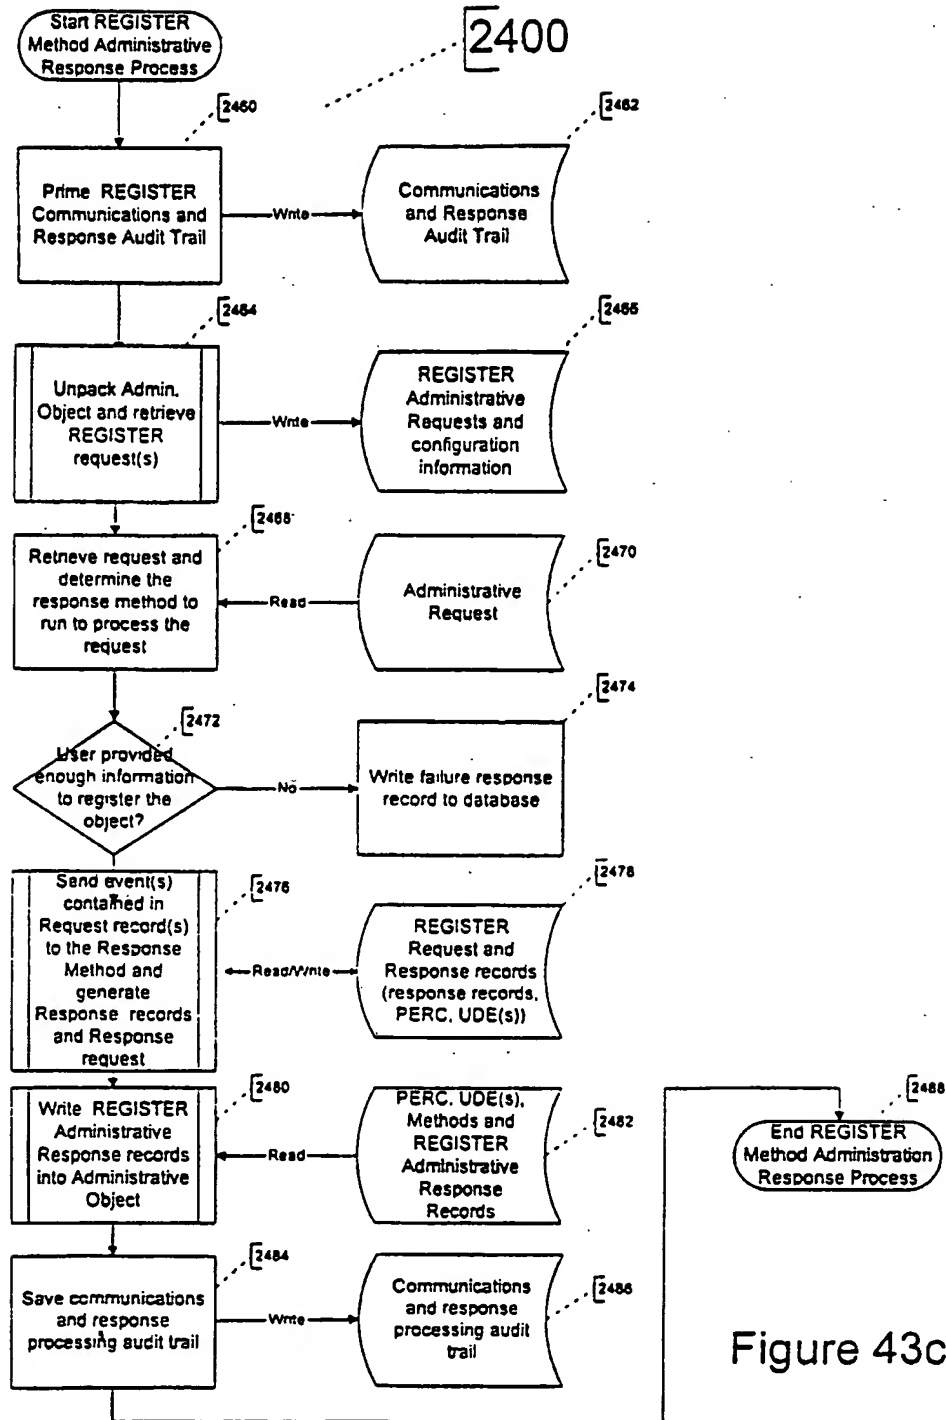 Start REGISTER
Method Administrative
Response Process
2400
2460
2462
Prime REGISTER
Communications and
Response Audit Trail
Write
Communications
and Response
Audit Trail
2464
2466
Unpack Admin.
Object and retrieve
REGISTER
request(s)
Write
REGISTER
Administrative
Requests and
configuration
information
2468
2470
Retrieve request and
determine the
response method to
run to process the
request
Read
Administrative
Request
2472
2474
User provided
enough information
to register the
object?
No
Write failure response
record to database
2476
2478
Send event(s)
contained in
Request record(s)
to the Response
Method and
generate
Response records
and Response
request
Read/Write
REGISTER
Request and
Response records
(response records,
PERC, UDE(s))
2480
2482
Write REGISTER
Administrative
Response records
into Administrative
Object
Read
PERC, UDE(s),
Methods and
REGISTER
Administrative
Response
Records
2488
End REGISTER
Method Administration
Response Process
2484
2486
Save communications
and response
processing audit trail
Write
Communications
and response
processing audit
trail
Figure 43c